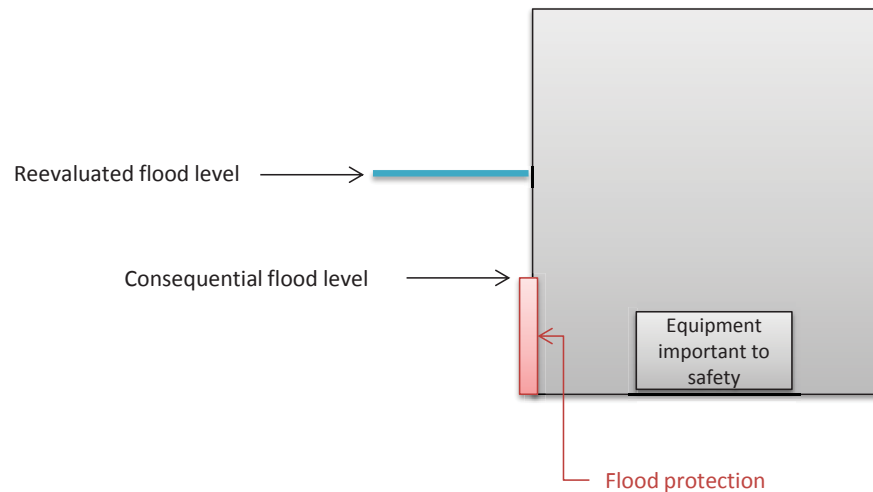 Reevaluated flood level
Consequential flood level
Equipment
important to
safety
Flood protection